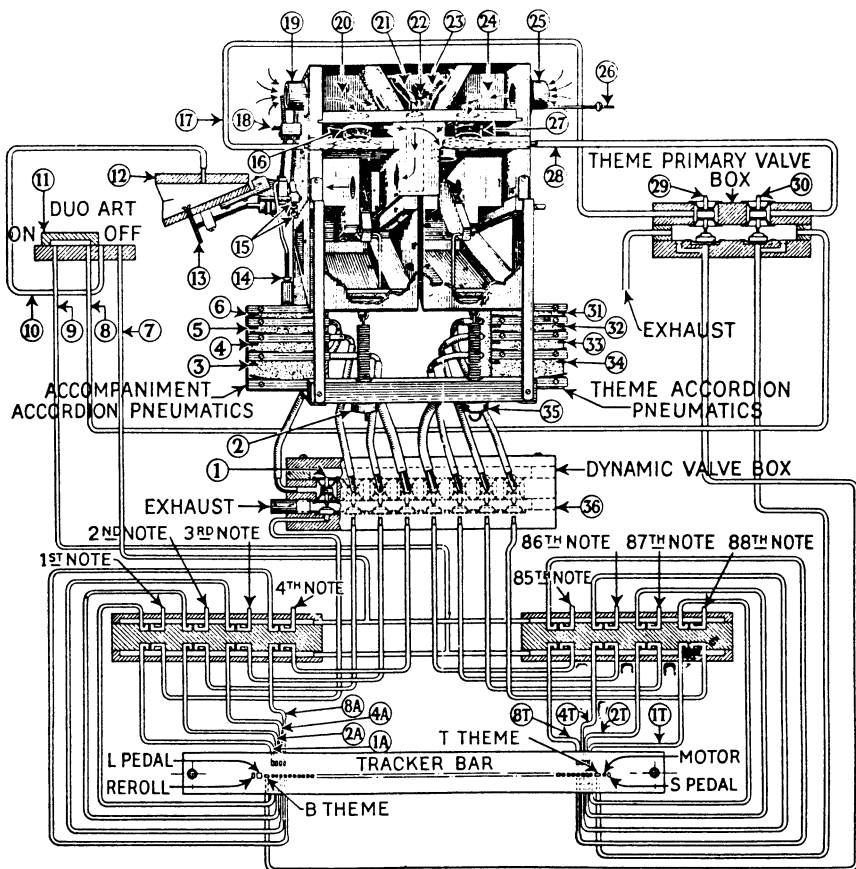 19 20 21 22 23 24 25
26
17
18
16
27
28
THEME PRIMARY VALVE
BOX
29 30
11 12
DUO ART
ON OFF
15
13
14
10 9 8 7
6
5
4
3
31
32
33
34
EXHAUST
ACCOMPANIMENT
ACCORDION PNEUMATICS
THEME ACCORDION
PNEUMATICS
2
35
1
DYNAMIC VALVE BOX
EXHAUST
36
2ND NOTE
3RD NOTE
1ST NOTE
4TH NOTE
86TH NOTE
87TH NOTE
88TH NOTE
85TH NOTE
8A
4A
2A
1A
8T
4T
2T
1T
T THEME
L PEDAL
REROLL
TRACKER BAR
MOTOR
S PEDAL
B THEME